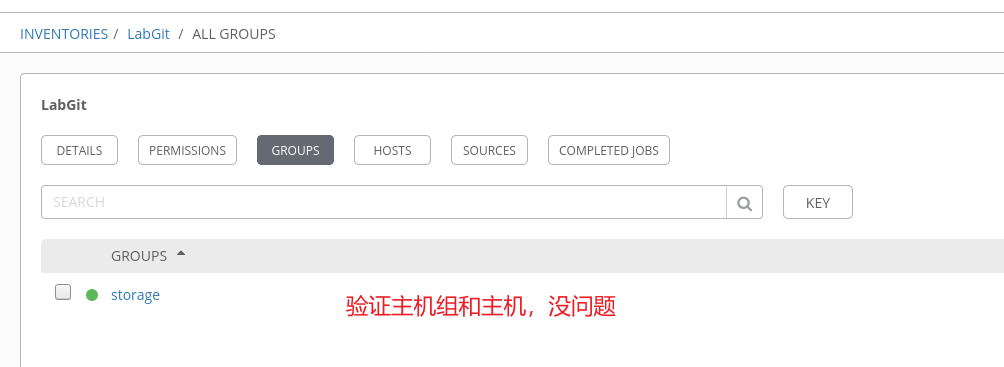 INVENTORIES / LabGit / ALL GROUPS
LabGit
DETAILS PERMISSIONS GROUPS HOSTS SOURCES COMPLETED JOBS
SEARCH KEY
GROUPS
storage
验证主机组和主机，没问题